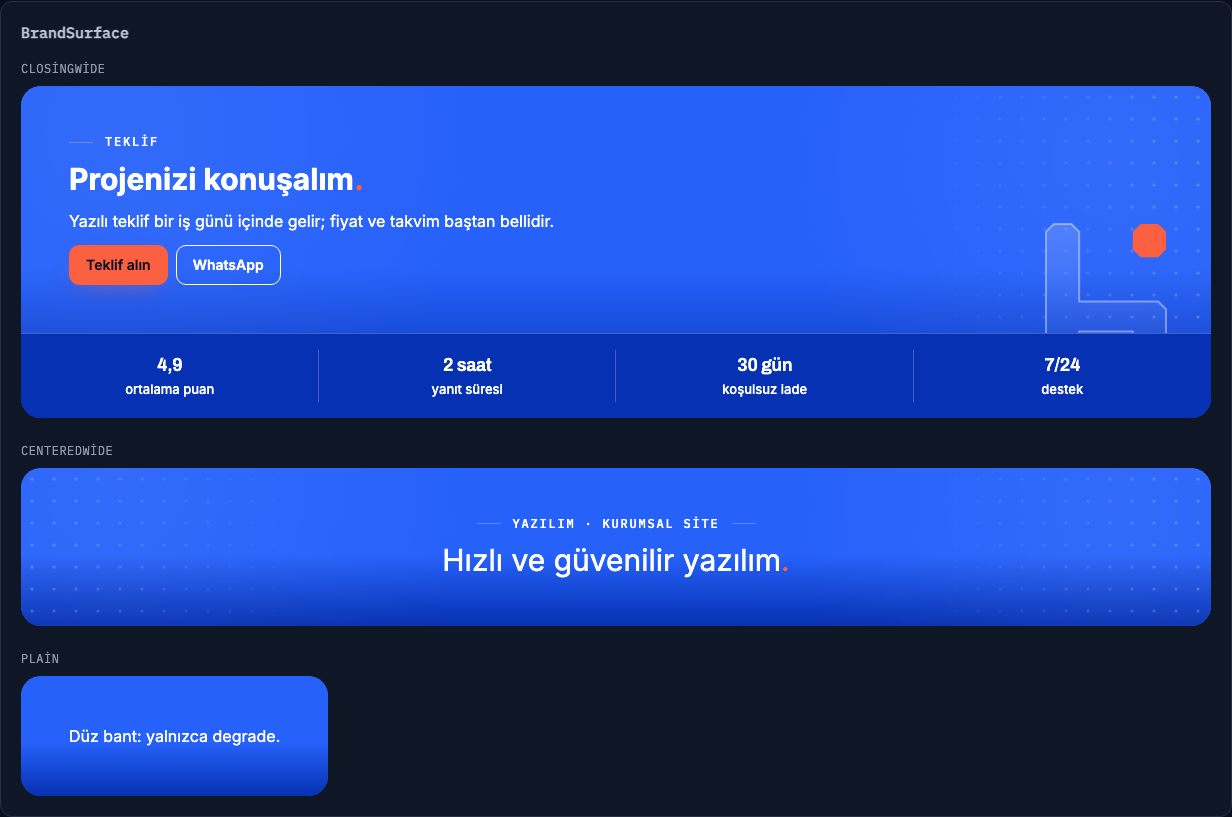 BrandSurface
CLOSİNGWİDE
TEKLİF
Projenizi konuşalım.
Yazılı teklif bir iş günü içinde gelir; fiyat ve takvim baştan bellidir.
Teklif alın WhatsApp
4,9 2 saat 30 gün 7/24
ortalama puan yanıt süresi koşulsuz iade destek
CENTEREDWİDE
YAZILIM · KURUMSAL SİTE
Hızlı ve güvenilir yazılım.
PLAİN
Düz bant: yalnızca degrade.